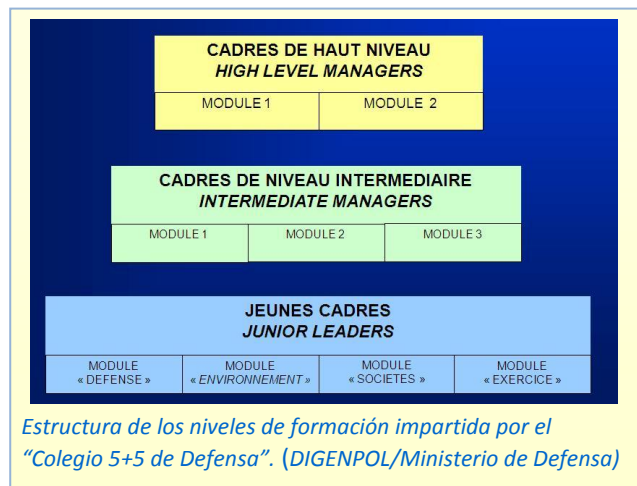 CADRES DE HAUT NIVEAU
HIGH LEVEL MANAGERS
MODULE 1
MODULE 2
CADRES DE NIVEAU INTERMEDIAIRE
INTERMEDIATE MANAGERS
MODULE 1
MODULE 2
MODULE 3
JEUNES CADRES
JUNIOR LEADERS
MODULE
« DEFENSE »
MODULE
« ENVIRONNEMENT »
MODULE
« SOCIETES »
MODULE
« EXERCICE »
Estructura de los niveles de formación impartida por el
“Colegio 5+5 de Defensa”. (DIGENPOL/Ministerio de Defensa)